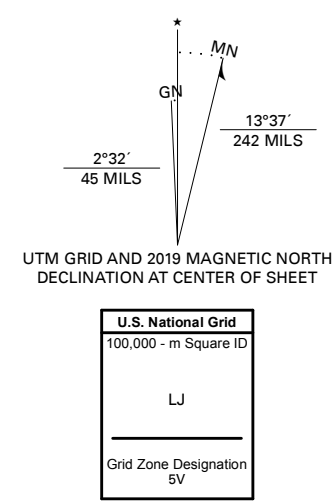 ★
MN
GN
13°37´
242 MILS
2°32´
45 MILS
UTM GRID AND 2019 MAGNETIC NORTH
DECLINATION AT CENTER OF SHEET
U.S. National Grid
100,000 - m Square ID
LJ
Grid Zone Designation
5V